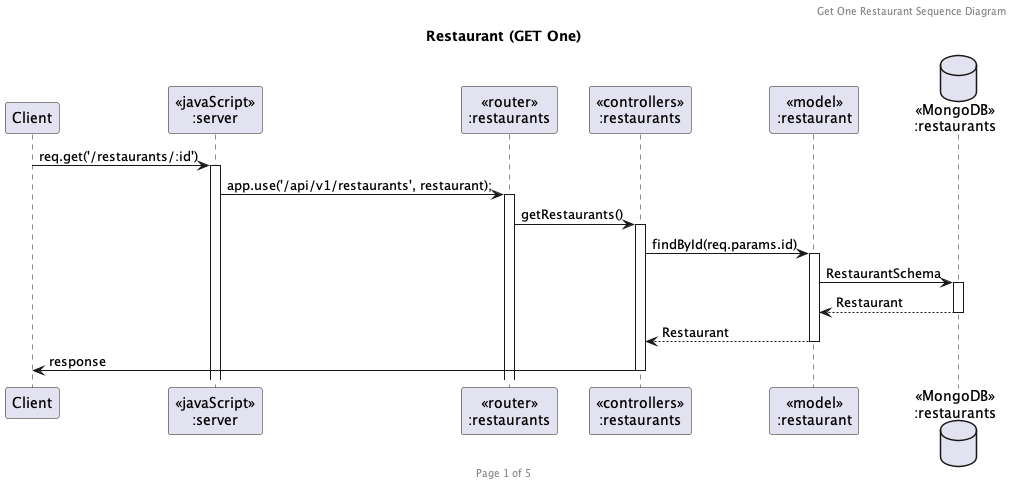 Get One Restaurant Sequence Diagram
Restaurant (GET One)
Client
«javaScript»
:server
«router»
:restaurants
«controllers»
:restaurants
«model»
:restaurant
«MongoDB»
:restaurants
req.get('/restaurants/:id')
app.use('/api/v1/restaurants', restaurant);
getRestaurants()
findById(req.params.id)
RestaurantSchema
Restaurant
Restaurant
response
Client
«javaScript»
:server
«router»
:restaurants
«controllers»
:restaurants
«model»
:restaurant
«MongoDB»
:restaurants
Page 1 of 5